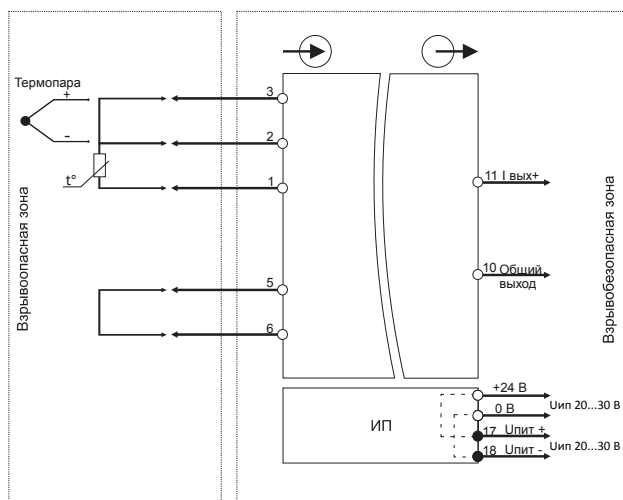 Термопара
+
-
t°
Взрывоопасная зона
3
2
1
5
6
11 I вых+
10 Общий
выход
Взрывобезопасная зона
ИП
+24 В
0 В
Uип 20...30 В
17 Uпит +
18 Uпит -
Uип 20...30 В